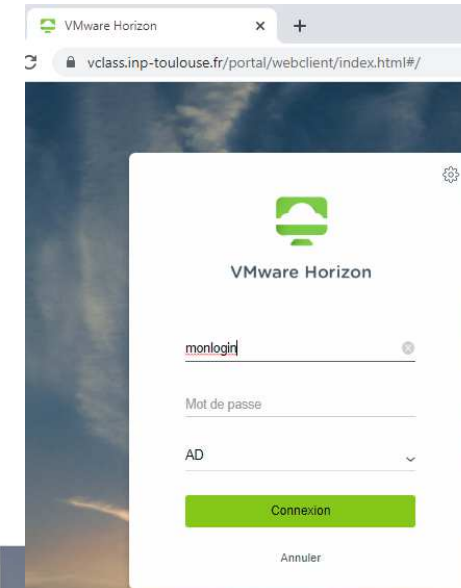 VMware Horizon
vclass.inp-toulouse.fr/portal/webclient/index.html#/
VMware Horizon
monlogin
Mot de passe
AD
Connexion
Annuler